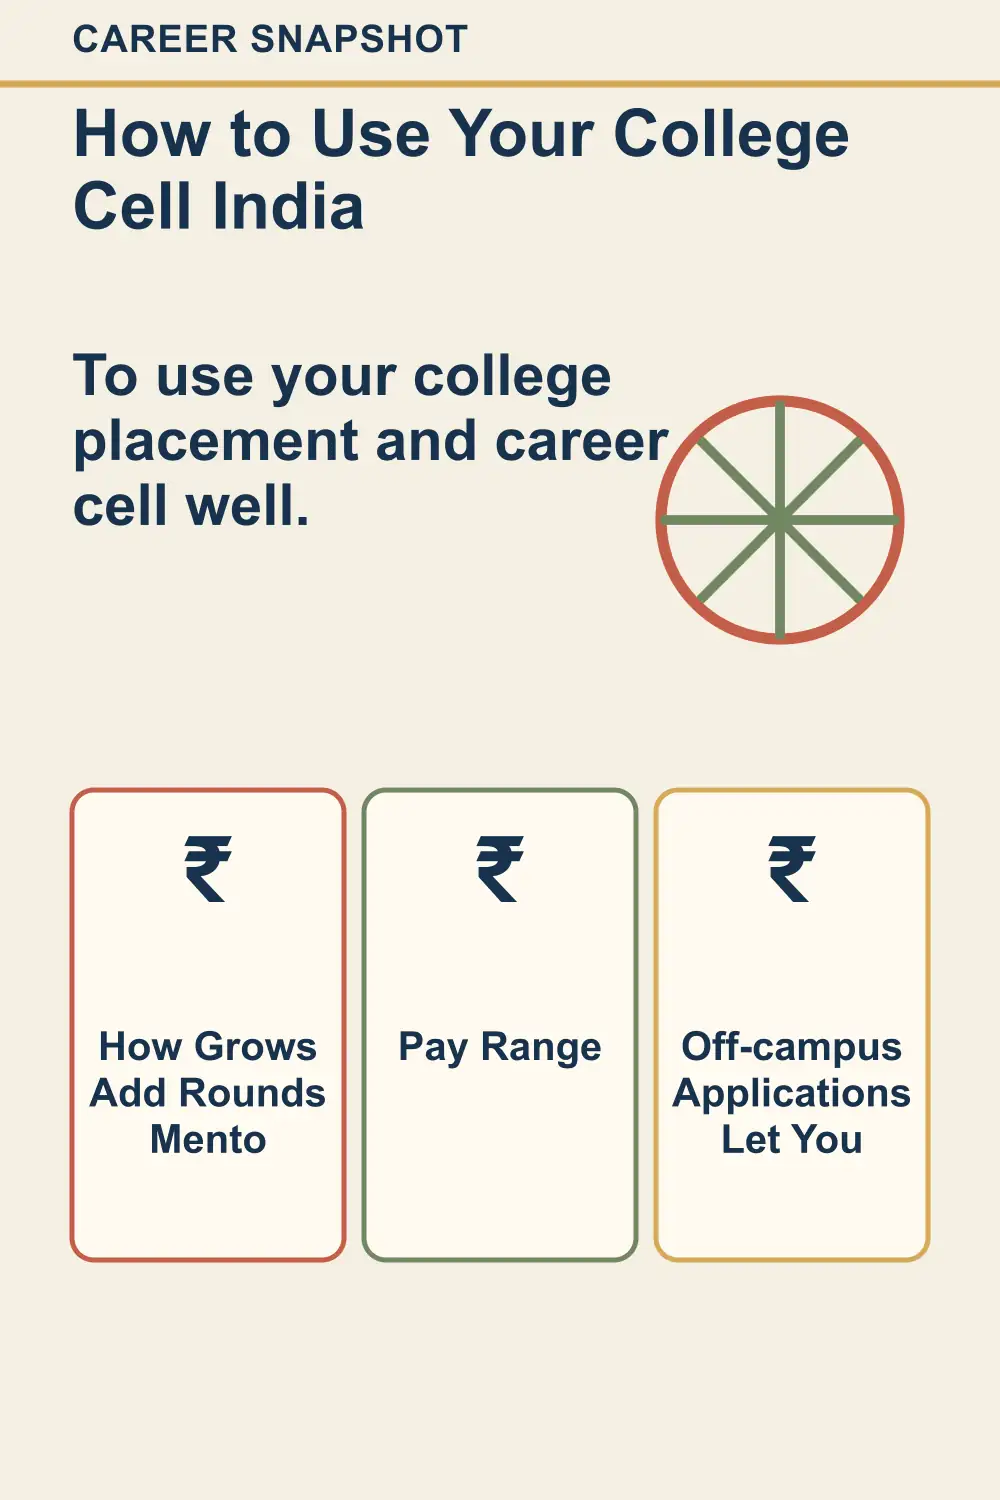 CAREER SNAPSHOT
How to Use Your College
Cell India
To use your college
placement and career
cell well.
₹
How Grows
Add Rounds
Mento
₹
Pay Range
₹
Off-campus
Applications
Let You